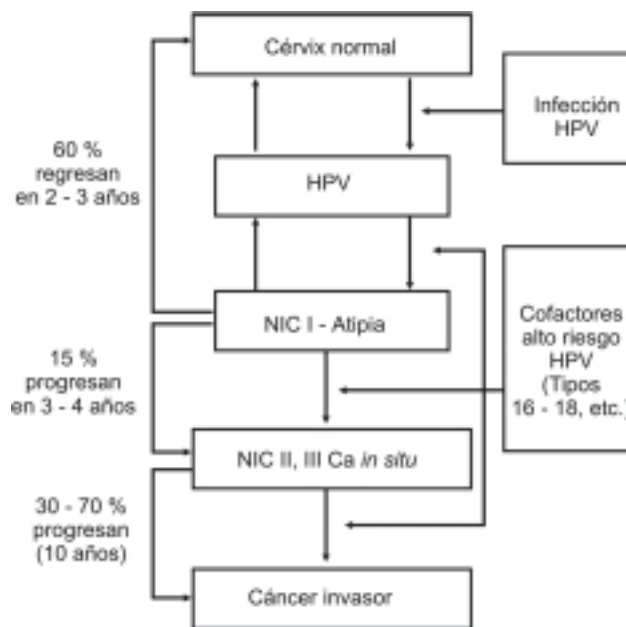 Cérvix normal
Infección
HPV
60 %
regresan
en 2 - 3 años
HPV
NIC I - Atipia
Cofactores
alto riesgo
HPV
(Tipos
16 - 18, etc.)
15 %
progresan
en 3 - 4 años
NIC II, III Ca in situ
30 - 70 %
progresan
(10 años)
Cáncer invasor